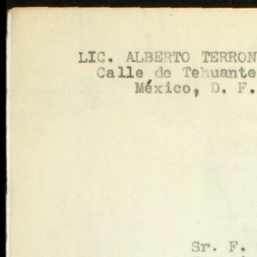 LIC. ALBERTO TERRON
Calle de Tehuante
México, D. F.
Sr. F.